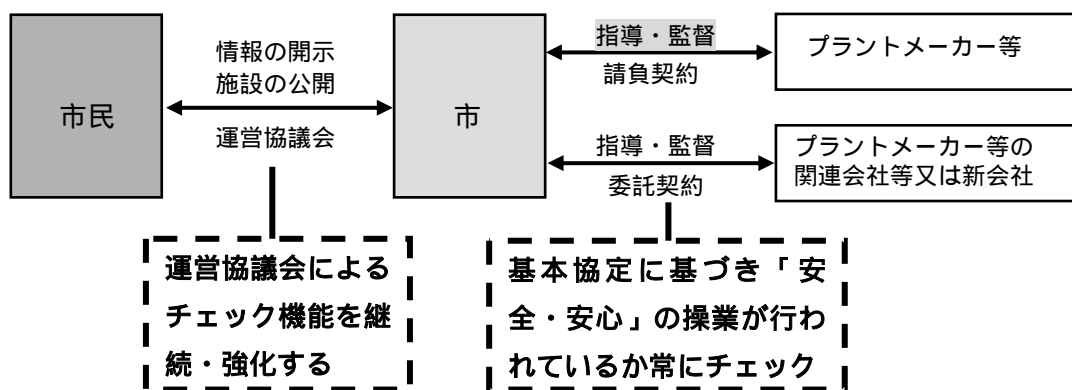 市民
情報の開示
施設の公開
運営協議会
市
指導・監督
請負契約
プラントメーカー等
指導・監督
委託契約
プラントメーカー等の
関連会社等又は新会社
運営協議会による
チェック機能を継
続・強化する
基本協定に基づき「安
全・安心」の操業が行わ
れているか常にチェック